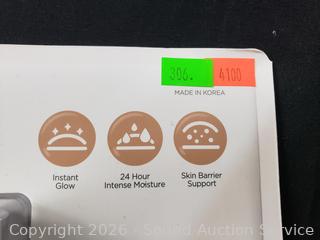 306.
4100
MADE IN KOREA
Instant
Glow
24 Hour
Intense Moisture
Skin Barrier
Support
Copyright 2026 - Sound Auction Service